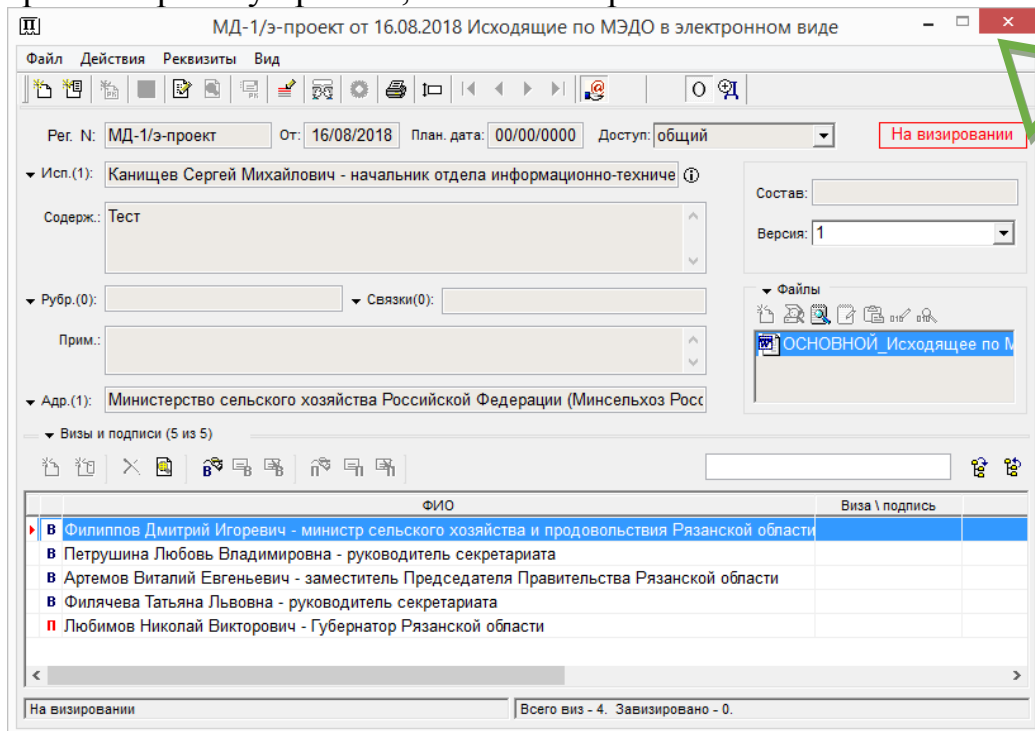 МД-1/э-проект от 16.08.2018 Исходящие по МЭДО в электронном виде
Файл Действия Реквизиты Вид
Рег. N: МД-1/э-проект От: 16/08/2018 План. дата: 00/00/0000 Доступ: общий На визировании
Исп.(1): Канищев Сергей Михайлович - начальник отдела информационно-техниче
Состав:
Содерж.: Тест
Версия: 1
Рубр.(0): Связки(0):
Файлы
Прим.:
ОСНОВНОЙ_Исходящее по М
Адр.(1): Министерство сельского хозяйства Российской Федерации (Минсельхоз Росс
Визы и подписи (5 из 5)
ФИО Виза \ подпись
В Филиппов Дмитрий Игоревич - министр сельского хозяйства и продовольствия Рязанской области
В Петрушина Любовь Владимировна - руководитель секретариата
В Артемов Виталий Евгеньевич - заместитель Председателя Правительства Рязанской области
В Филячева Татьяна Львовна - руководитель секретариата
П Любимов Николай Викторович - Губернатор Рязанской области
На визировании Всего виз - 4. Завизировано - 0.